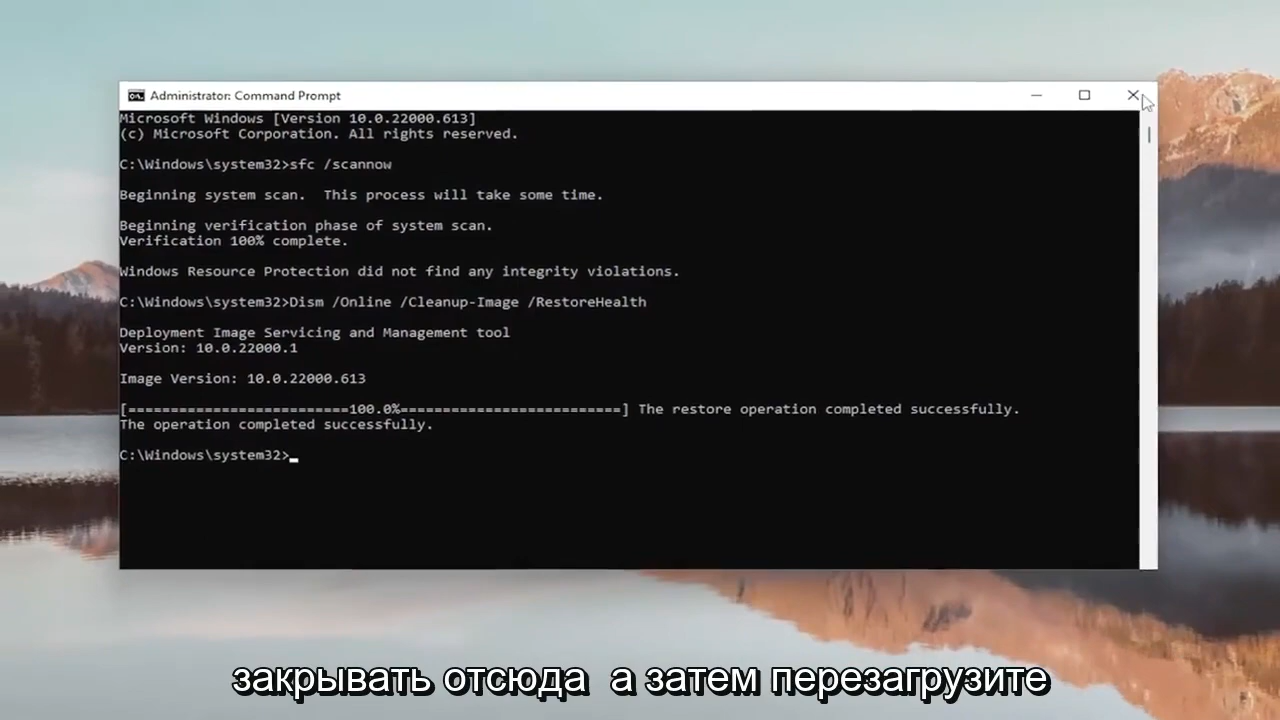 Administrator: Command Prompt
Microsoft Windows [Version 10.0.22000.613]
(c) Microsoft Corporation. All rights reserved.
C:\Windows\system32>sfc /scannow
Beginning system scan.  This process will take some time.
Beginning verification phase of system scan.
Verification 100% complete.
Windows Resource Protection did not find any integrity violations.
C:\Windows\system32>Dism /Online /Cleanup-Image /RestoreHealth
Deployment Image Servicing and Management tool
Version: 10.0.22000.1
Image Version: 10.0.22000.613
[==========================100.0%==========================] The restore operation completed successfully.
The operation completed successfully.
C:\Windows\system32>
закрывать отсюда  а затем перезагрузите